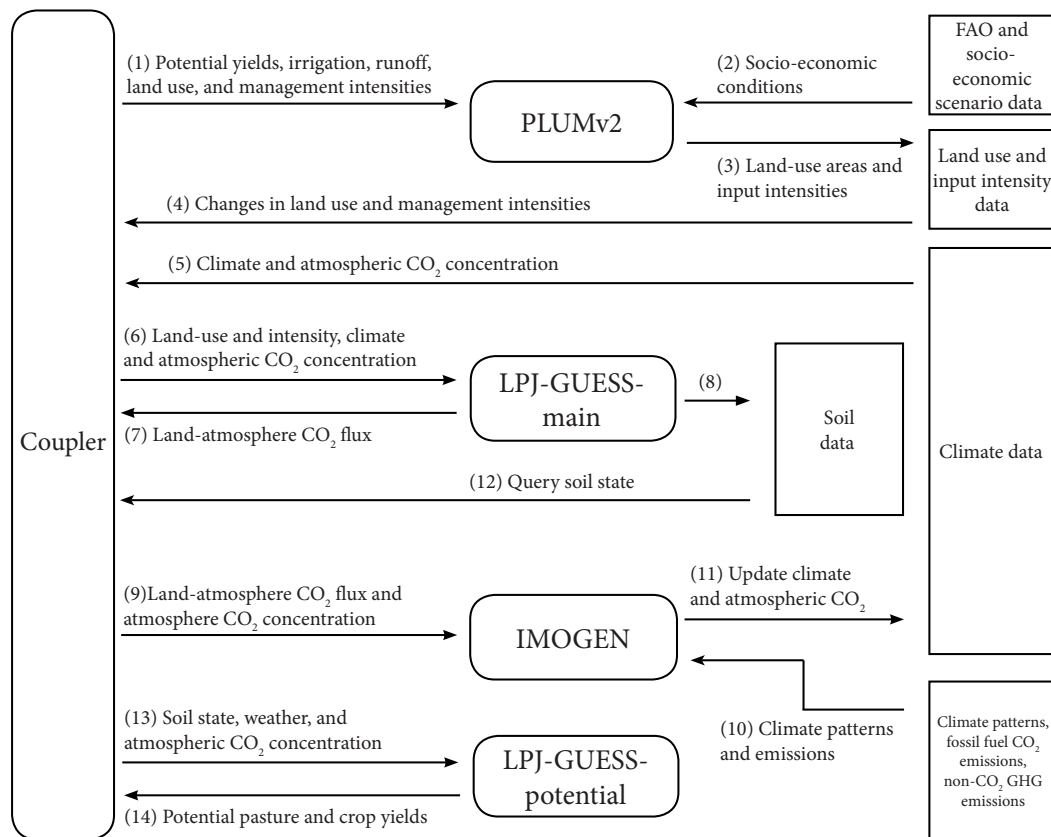 (1) Potential yields, irrigation, runoff,
land use, and management intensities
PLUMv2
(2) Socio-economic
conditions
FAO and
socio-
economic
scenario data
(3) Land-use areas and
input intensities
Land use and
input intensity
data
(4) Changes in land use and management intensities
(5) Climate and atmospheric CO₂ concentration
(6) Land-use and intensity, climate
and atmospheric CO₂ concentration
LPJ-GUESS-
main
(8)
Soil
data
Climate data
Coupler
(7) Land-atmosphere CO₂ flux
(12) Query soil state
(9)Land-atmosphere CO₂ flux and
atmosphere CO₂ concentration
IMOGEN
(11) Update climate
and atmospheric CO₂
(10) Climate patterns
and emissions
Climate patterns,
fossil fuel CO₂
emissions,
non-CO₂ GHG
emissions
(13) Soil state, weather, and
atmospheric CO₂ concentration
LPJ-GUESS-
potential
(14) Potential pasture and crop yields